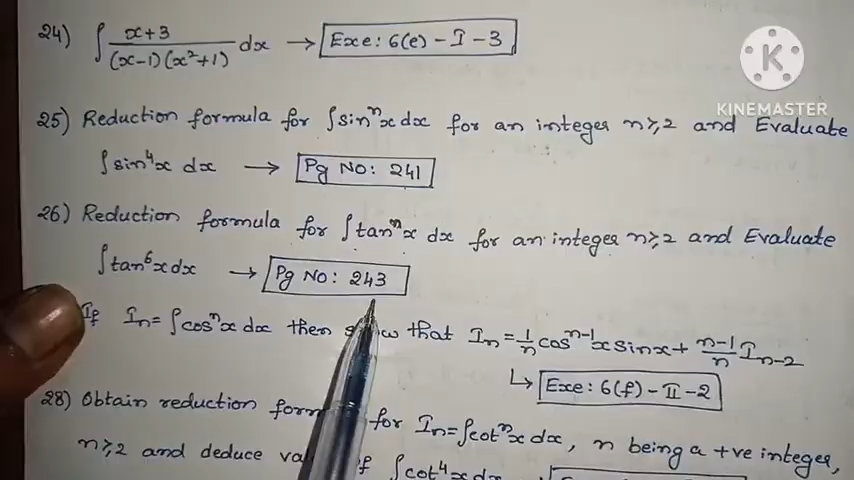 24) ∫ x+3 / (x-1)(x²+1) dx → Exe: 6(e) - I - 3
KINEMASTER
25) Reduction formula for ∫sinⁿx dx for an integer n≥2 and Evaluate
∫sin⁴x dx → Pg No: 241
26) Reduction formula for ∫tanⁿx dx for an integer n≥2 and Evaluate
∫tan⁶x dx → Pg No: 243
If Iₙ = ∫cosⁿx dx then show that Iₙ = 1/n cosⁿ⁻¹x sinx + n-1/n Iₙ₋₂
↳ Exe: 6(f) - II - 2
28) Obtain reduction form for Iₙ = ∫cotⁿx dx, n being a +ve integer,
n≥2 and deduce ∫cot⁴x dx